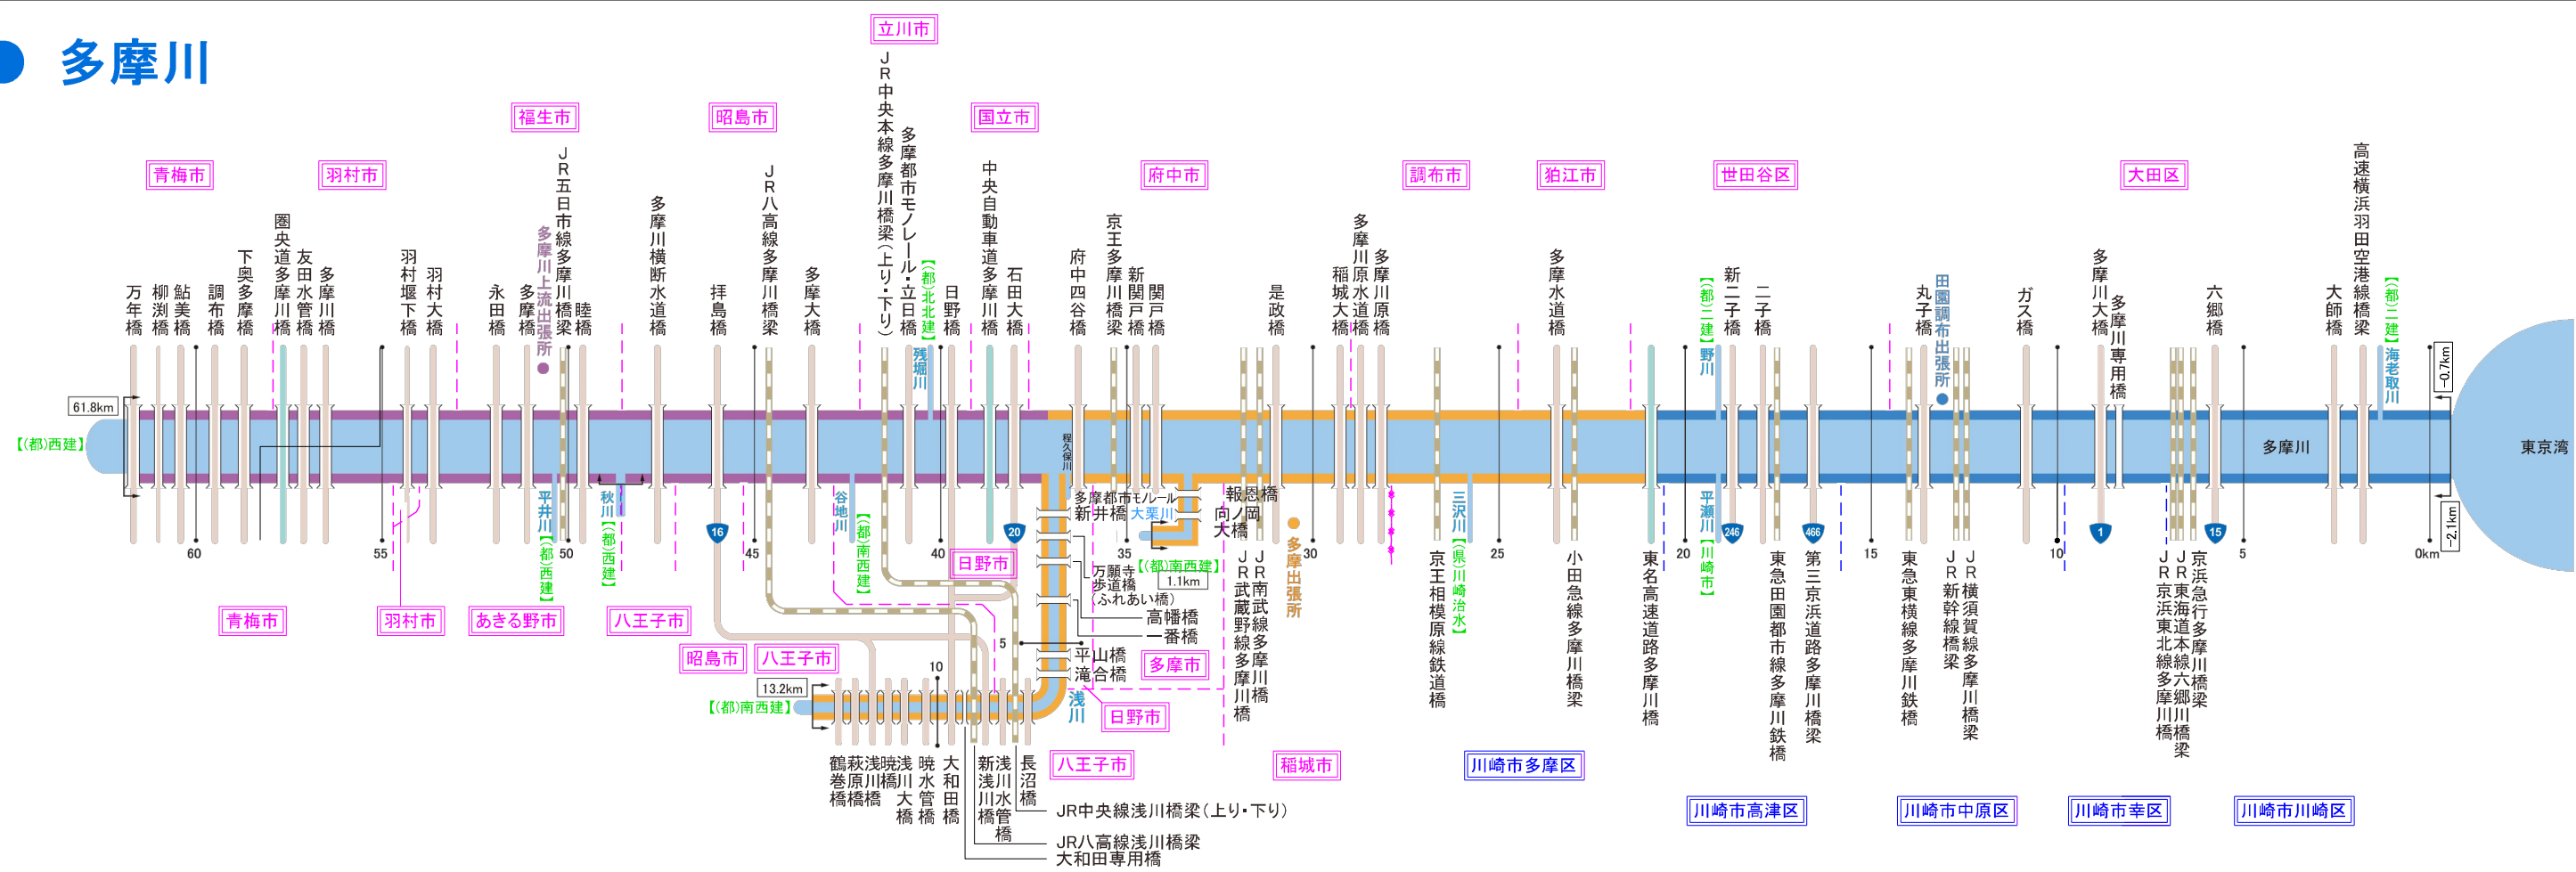 多摩川
立川市
福生市
昭島市
国立市
青梅市
羽村市
府中市
調布市
狛江市
世田谷区
大田区
万年橋
柳渕橋
鮎美橋
調布橋
下奥多摩橋
圏央道多摩川橋
友田水管橋
多摩川橋
羽村堰下橋
羽村大橋
永田橋
多摩橋
多摩川上流出張所
JR五日市線多摩川橋梁
睦橋
多摩川横断水道橋
拝島橋
JR八高線多摩川橋梁
多摩大橋
JR中央本線多摩川橋梁(上り・下り)
多摩都市モノレール・立日橋
【(都)北北建】
残堀川
日野橋
中央自動車道多摩川橋
石田大橋
府中四谷橋
京王多摩川橋梁
新関戸橋
関戸橋
是政橋
稲城大橋
多摩川原水道橋
多摩川原橋
多摩水道橋
【(都)二建】
野川
新二子橋
二子橋
丸子橋
田園調布出張所
ガス橋
多摩川大橋
多摩川専用橋
六郷橋
大師橋
高速横浜羽田空港線橋梁
【(都)二建】
海老取川
61.8km
−0.7km
【(都)西建】
程久保川
多摩川
東京湾
−2.1km
平井川
【(都)西建】
秋川
【(都)西建】
谷地川
【(都)南西建】
16
20
246
466
1
15
60
55
50
45
40
35
30
25
20
15
10
5
0km
多摩都市モノレール
新井橋
大栗川
報恩橋
向ノ岡
大橋
【(都)南西建】
1.1km
万願寺
歩道橋
(ふれあい橋)
高幡橋
一番橋
平山橋
滝合橋
浅川
日野市
多摩出張所
JR武蔵野線多摩川橋
JR南武線多摩川橋
京王相模原線鉄道橋
三沢川
【(県)川崎治水】
小田急線多摩川橋梁
東名高速道路多摩川橋
平瀬川
【川崎市】
東急田園都市線多摩川鉄橋
第三京浜道路多摩川橋梁
東急東横線多摩川鉄橋
JR新幹線橋梁
JR横須賀線多摩川橋梁
JR京浜東北線多摩川橋
JR東海道本線六郷川橋梁
京浜急行多摩川橋梁
青梅市
羽村市
あきる野市
八王子市
昭島市
八王子市
多摩市
日野市
八王子市
稲城市
川崎市多摩区
川崎市高津区
川崎市中原区
川崎市幸区
川崎市川崎区
13.2km
【(都)南西建】
10
5
鶴巻橋
萩原橋
浅川橋
暁橋
浅川大橋
暁水管橋
大和田橋
新浅川橋
浅川水管橋
長沼橋
JR中央線浅川橋梁(上り・下り)
JR八高線浅川橋梁
大和田専用橋